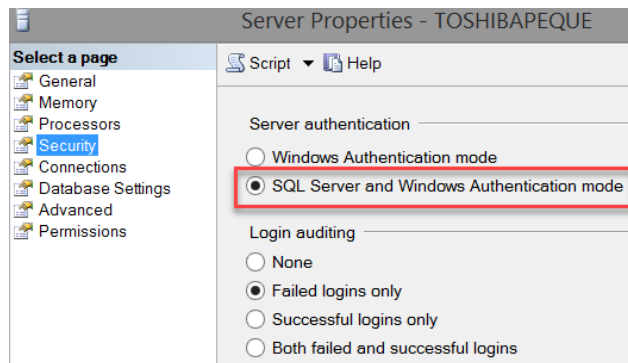 Server Properties - TOSHIBAPEQUE
Select a page
General
Memory
Processors
Security
Connections
Database Settings
Advanced
Permissions
Script Help
Server authentication
Windows Authentication mode
SQL Server and Windows Authentication mode
Login auditing
None
Failed logins only
Successful logins only
Both failed and successful logins